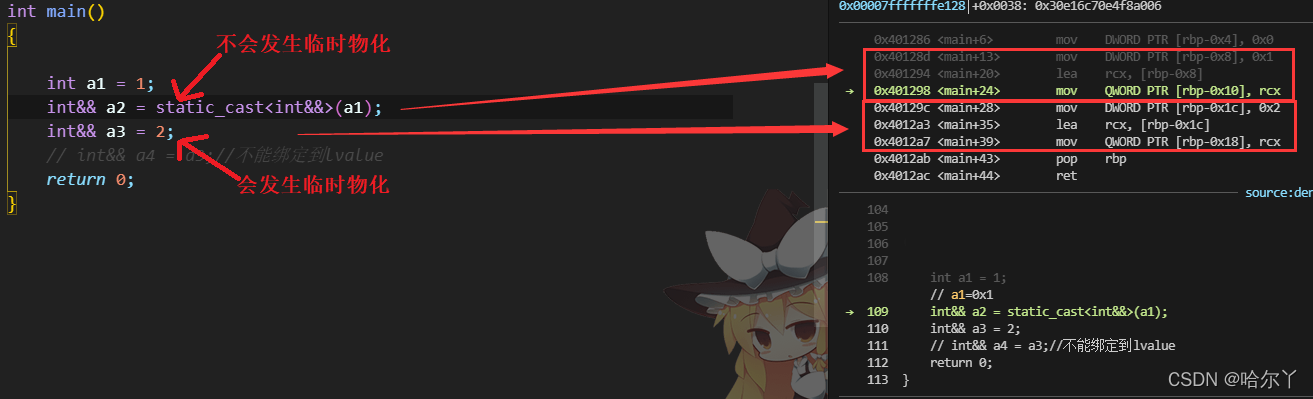 int main()
{
不会发生临时物化
int a1 = 1;
int&& a2 = static_cast<int&&>(a1);
int&& a3 = 2;
// int&& a4 = a3;//不能绑定到lvalue
return 0;
会发生临时物化
}
0x00007fffffffe128│+0x0038: 0x30e16c70e4f8a006
0x401286 <main+6> mov DWORD PTR [rbp-0x4], 0x0
0x40128d <main+13> mov DWORD PTR [rbp-0x8], 0x1
0x401294 <main+20> lea rcx, [rbp-0x8]
→ 0x401298 <main+24> mov QWORD PTR [rbp-0x10], rcx
0x40129c <main+28> mov DWORD PTR [rbp-0x1c], 0x2
0x4012a3 <main+35> lea rcx, [rbp-0x1c]
0x4012a7 <main+39> mov QWORD PTR [rbp-0x18], rcx
0x4012ab <main+43> pop rbp
0x4012ac <main+44> ret
source:der
104
105
106
107
108 int a1 = 1;
// a1=0x1
→ 109 int&& a2 = static_cast<int&&>(a1);
110 int&& a3 = 2;
111 // int&& a4 = a3;//不能绑定到lvalue
112 return 0;
113 }
CSDN @哈尔丫